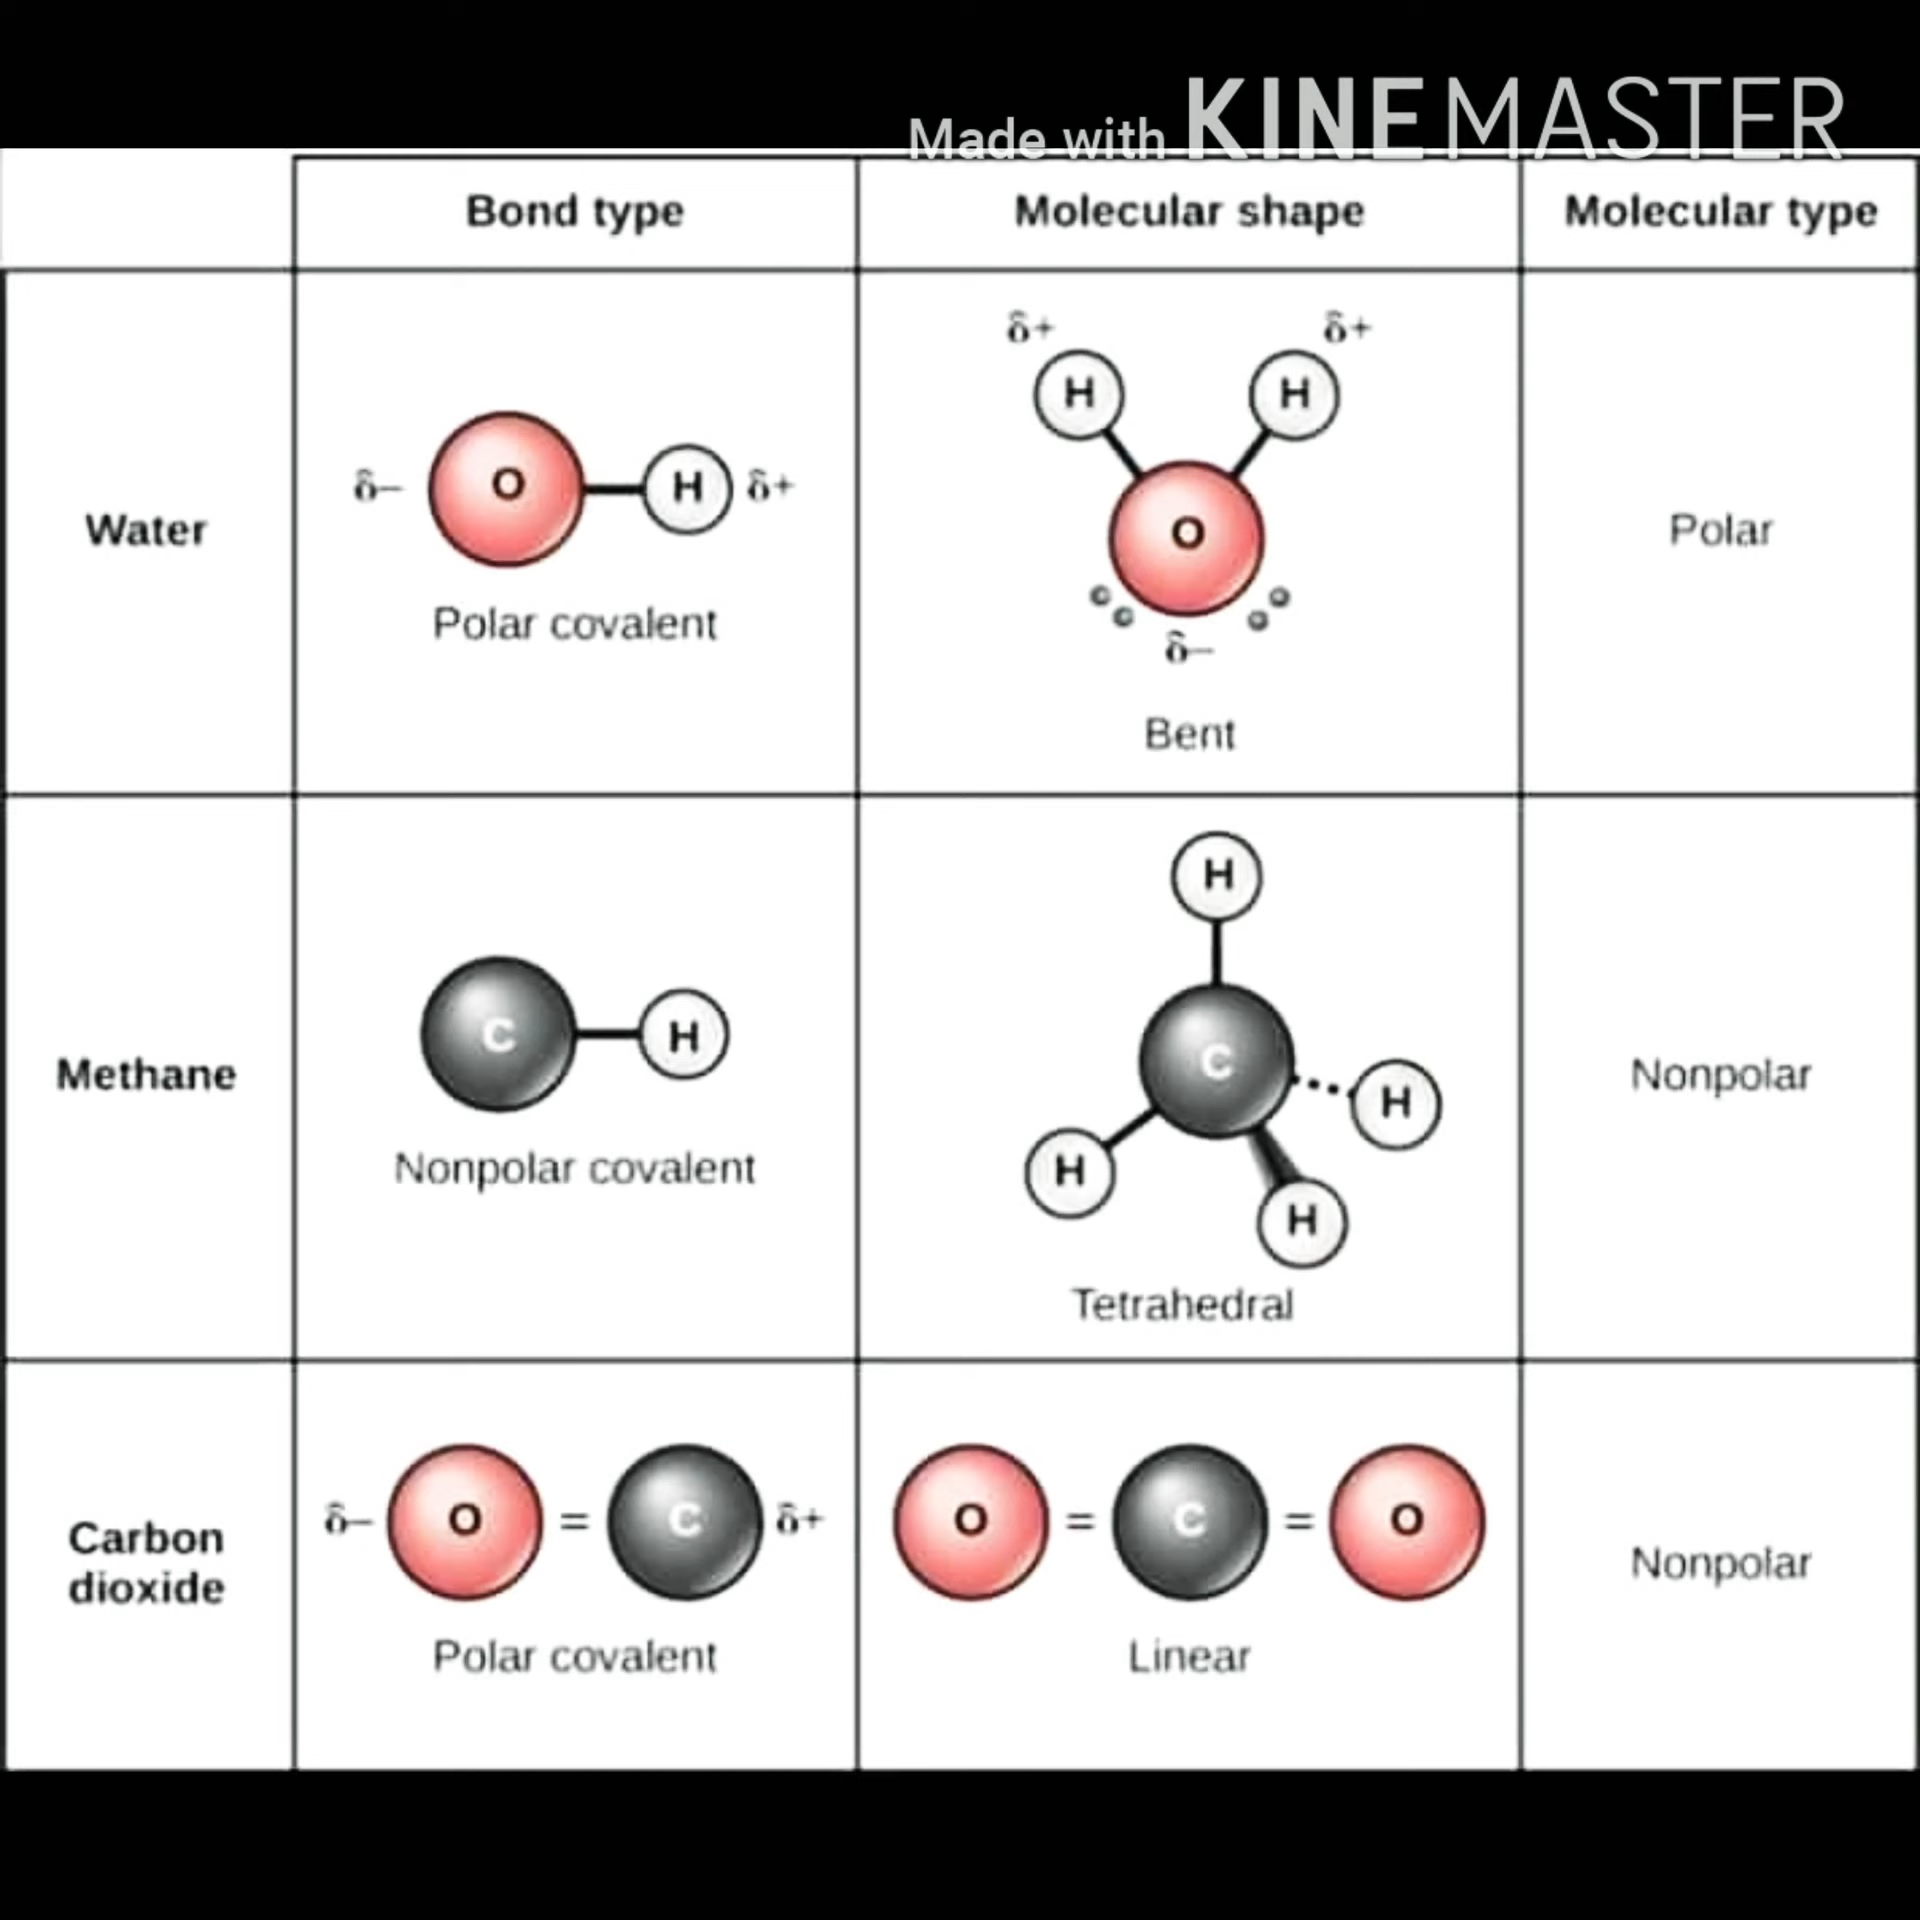 Made with KINEMASTER
Bond type
Molecular shape
Molecular type
Water
δ–
O
H
δ+
Polar covalent
δ+
δ+
H
H
O
δ–
Bent
Polar
Methane
C
H
Nonpolar covalent
H
C
H
H
H
Tetrahedral
Nonpolar
Carbon
dioxide
δ–
O
=
C
δ+
Polar covalent
O
=
C
=
O
Linear
Nonpolar